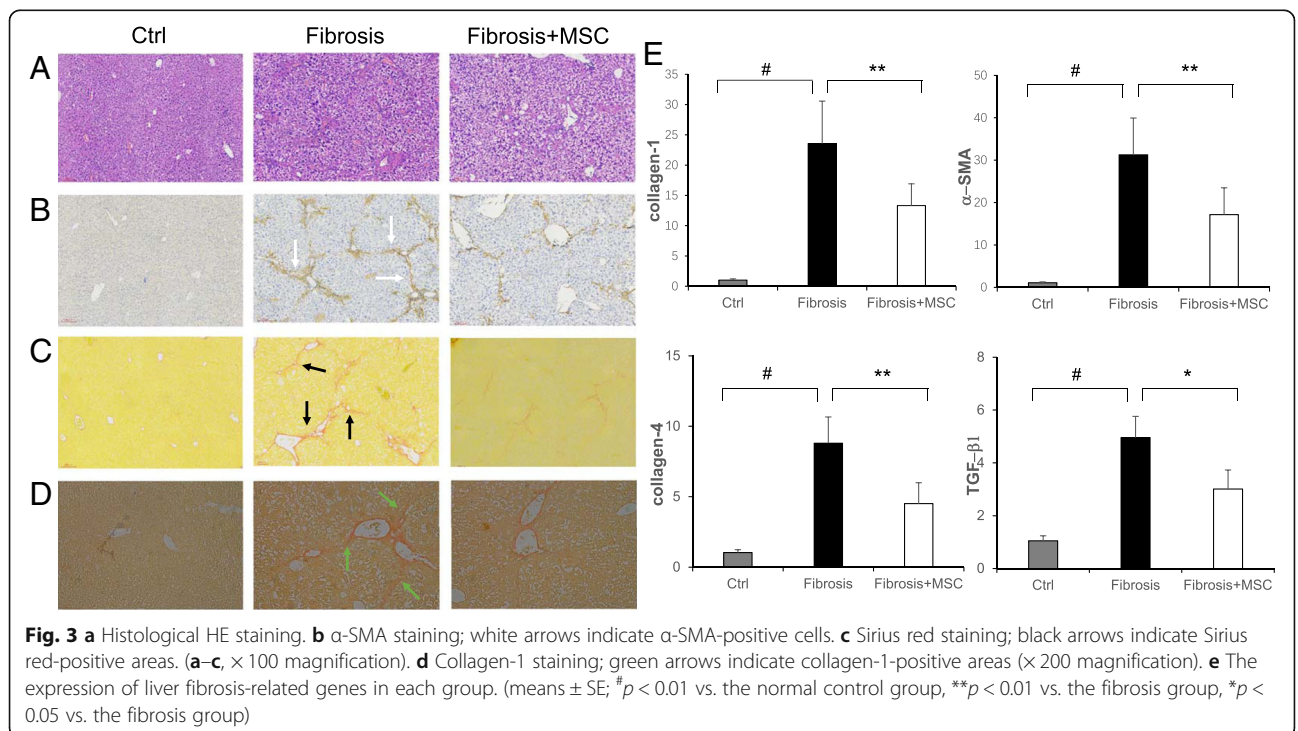 Ctrl Fibrosis Fibrosis+MSC
A
B
C
D
E
# **
35
30
25
20
15
10
5
0
collagen-1
Ctrl Fibrosis Fibrosis+MSC
# **
50
40
30
20
10
0
α–SMA
Ctrl Fibrosis Fibrosis+MSC
# **
15
10
5
0
collagen-4
Ctrl Fibrosis Fibrosis+MSC
# *
8
6
4
2
0
TGF–β1
Ctrl Fibrosis Fibrosis+MSC
Fig. 3 a Histological HE staining. b α-SMA staining; white arrows indicate α-SMA-positive cells. c Sirius red staining; black arrows indicate Sirius
red-positive areas. (a–c, × 100 magnification). d Collagen-1 staining; green arrows indicate collagen-1-positive areas (× 200 magnification). e The
expression of liver fibrosis-related genes in each group. (means ± SE; #p < 0.01 vs. the normal control group, **p < 0.01 vs. the fibrosis group, *p <
0.05 vs. the fibrosis group)